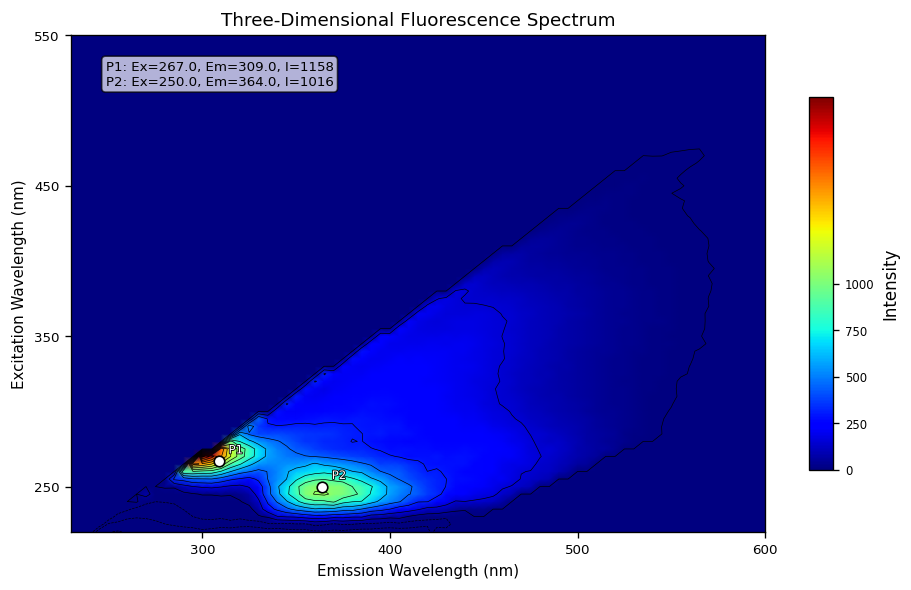 Three-Dimensional Fluorescence Spectrum
550
P1: Ex=267.0, Em=309.0, I=1158
P2: Ex=250.0, Em=364.0, I=1016
450
350
250
Excitation Wavelength (nm)
P1
P2
300
400
500
600
Emission Wavelength (nm)
1000
750
500
250
0
Intensity